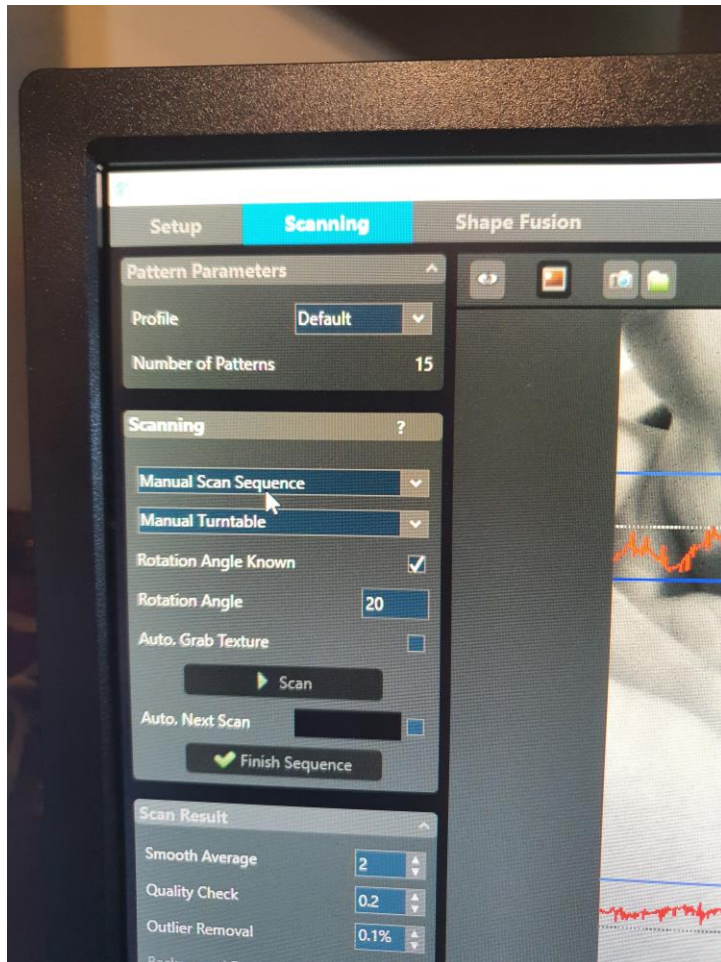 Setup Scanning Shape Fusion
Pattern Parameters
Profile Default
Number of Patterns 15
Scanning ?
Manual Scan Sequence
Manual Turntable
Rotation Angle Known
Rotation Angle 20
Auto. Grab Texture
Scan
Auto. Next Scan
Finish Sequence
Scan Result
Smooth Average 2
Quality Check 0.2
Outlier Removal 0.1%